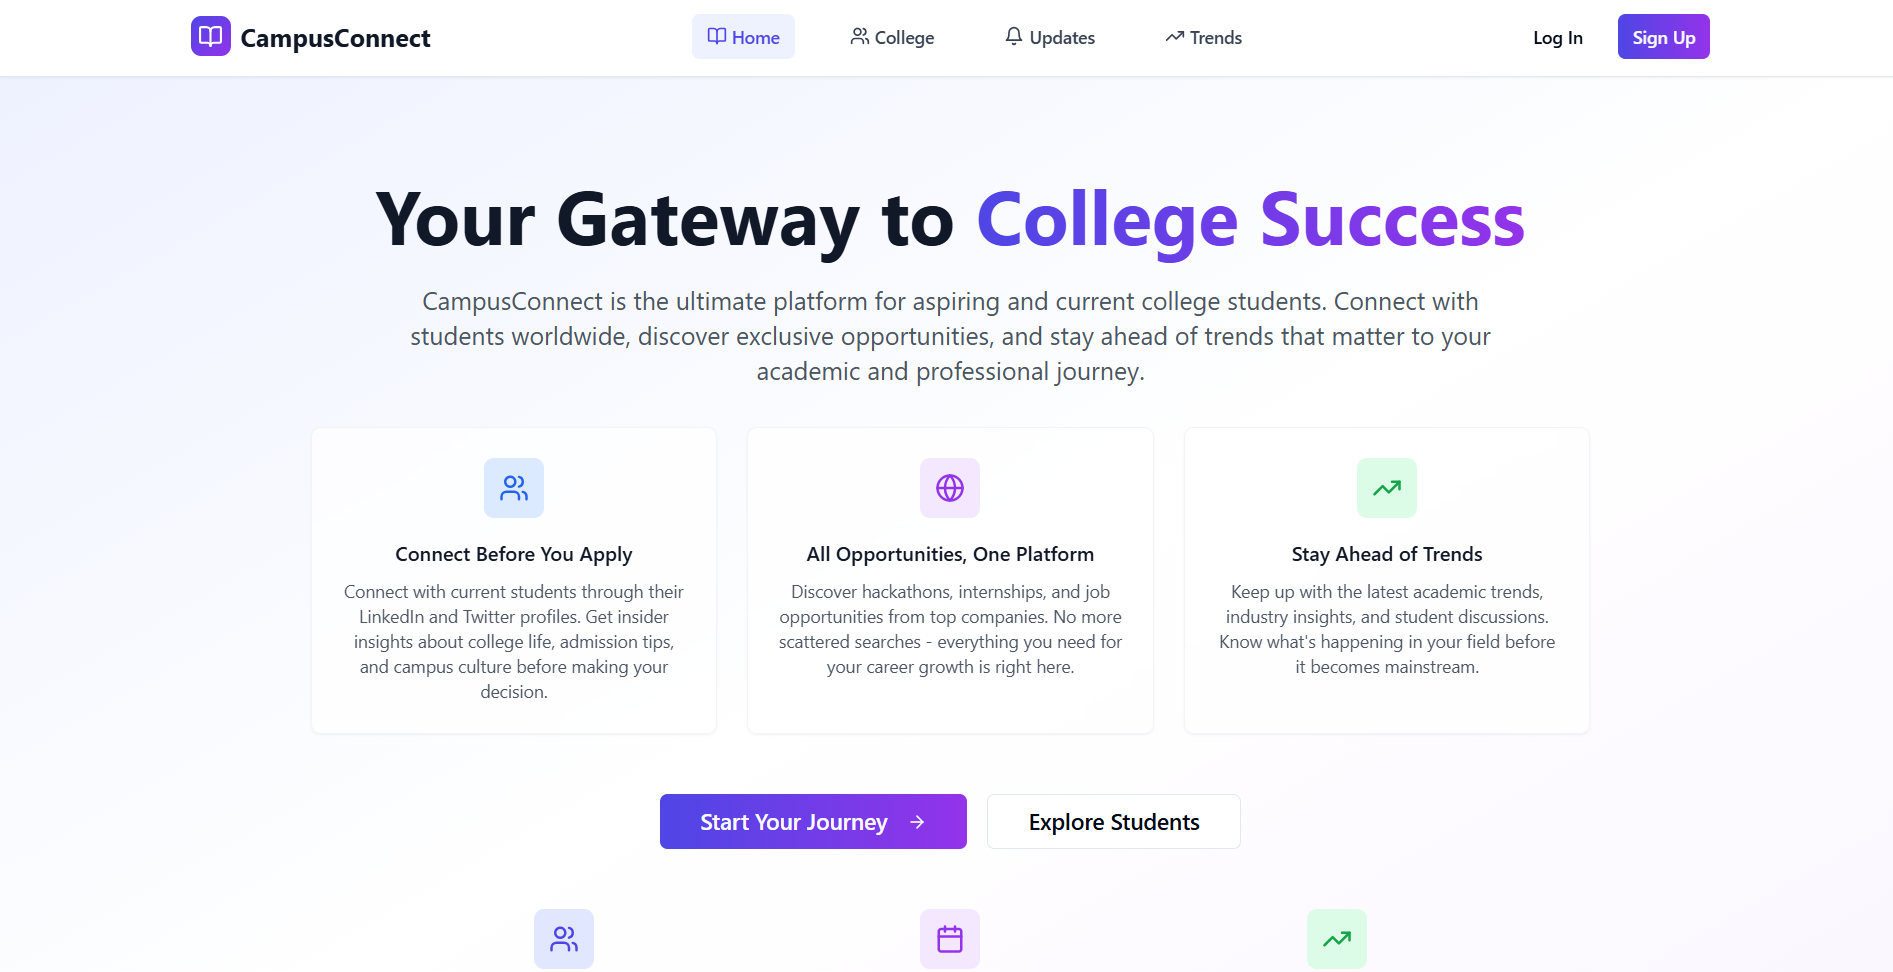 CampusConnect
Home
College
Updates
Trends
Log In
Sign Up
Your Gateway to College Success
CampusConnect is the ultimate platform for aspiring and current college students. Connect with
students worldwide, discover exclusive opportunities, and stay ahead of trends that matter to your
academic and professional journey.
Connect Before You Apply
Connect with current students through their
LinkedIn and Twitter profiles. Get insider
insights about college life, admission tips,
and campus culture before making your
decision.
All Opportunities, One Platform
Discover hackathons, internships, and job
opportunities from top companies. No more
scattered searches - everything you need for
your career growth is right here.
Stay Ahead of Trends
Keep up with the latest academic trends,
industry insights, and student discussions.
Know what's happening in your field before
it becomes mainstream.
Start Your Journey
Explore Students